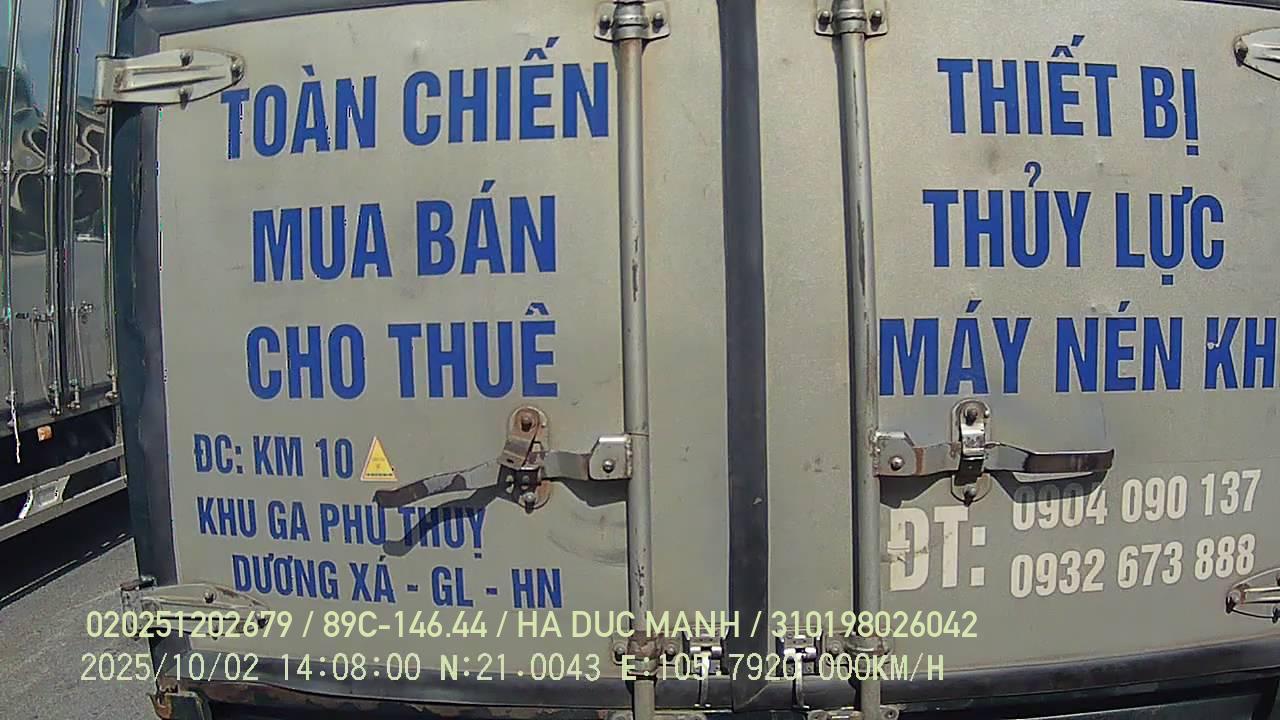 TOÀN CHIẾN
MUA BÁN
CHO THUÊ
ĐC: KM 10
KHU GA PHÚ THUỴ
DƯƠNG XÁ - GL - HN
THIẾT BỊ
THỦY LỰC
MÁY NÉN KH
ĐT: 0904 090 137
0932 673 888
020251202679 / 89C-146.44 / HA DUC MANH / 310198026042
2025/10/02 14:08:00 N:21.0043 E:105.7920 000KM/H